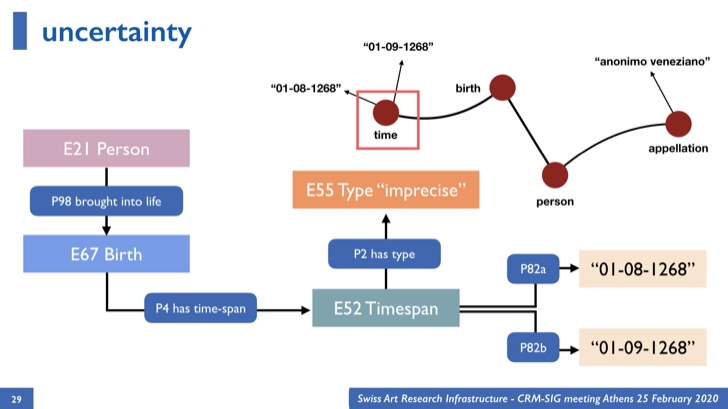 uncertainty
"01-09-1268"
"01-08-1268"
birth
"anonimo veneziano"
time
appellation
person
E21 Person
P98 brought into life
E67 Birth
P4 has time-span
E55 Type "imprecise"
P2 has type
E52 Timespan
P82a
"01-08-1268"
P82b
"01-09-1268"
29
Swiss Art Research Infrastructure - CRM-SIG meeting Athens 25 February 2020